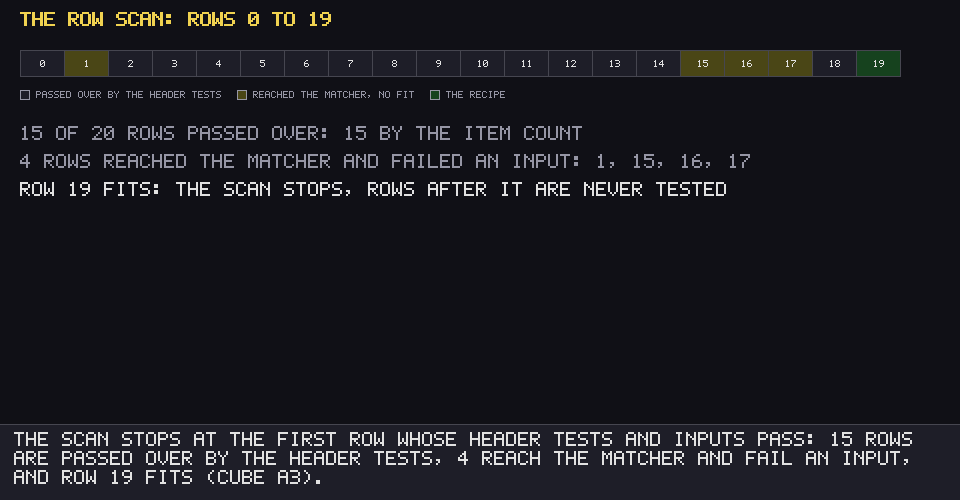 THE ROW SCAN: ROWS 0 TO 19
0 1 2 3 4 5 6 7 8 9 10 11 12 13 14 15 16 17 18 19
PASSED OVER BY THE HEADER TESTS REACHED THE MATCHER, NO FIT THE RECIPE
15 OF 20 ROWS PASSED OVER: 15 BY THE ITEM COUNT
4 ROWS REACHED THE MATCHER AND FAILED AN INPUT: 1, 15, 16, 17
ROW 19 FITS: THE SCAN STOPS, ROWS AFTER IT ARE NEVER TESTED
THE SCAN STOPS AT THE FIRST ROW WHOSE HEADER TESTS AND INPUTS PASS: 15 ROWS
ARE PASSED OVER BY THE HEADER TESTS, 4 REACH THE MATCHER AND FAIL AN INPUT,
AND ROW 19 FITS (CUBE A3).